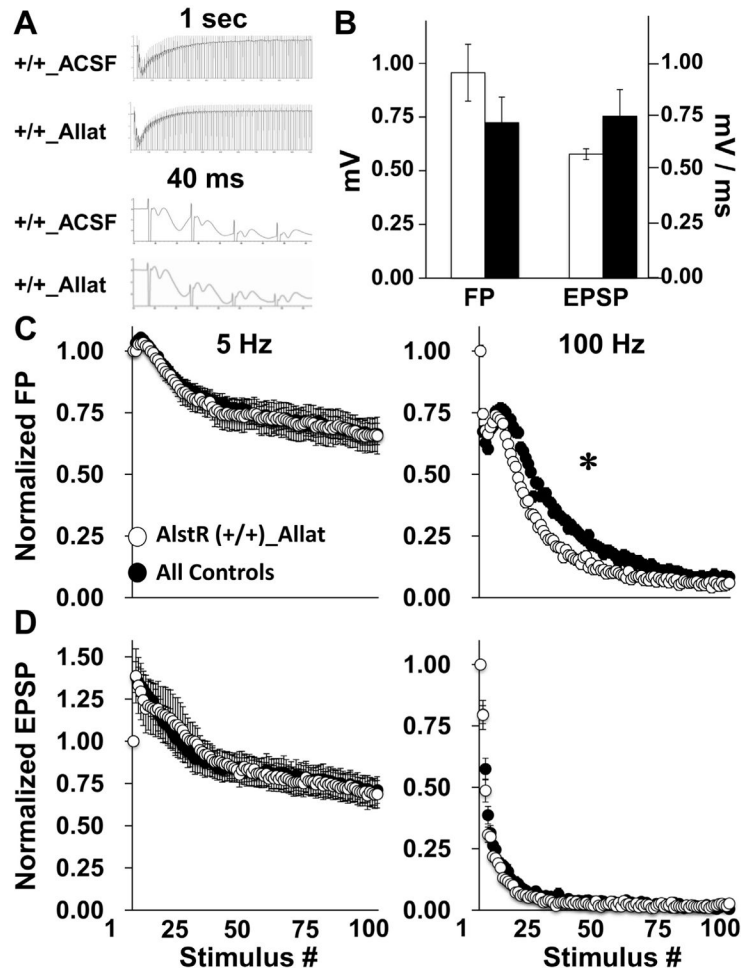 A
1 sec
+/+_ACSF
+/+_Allat
40 ms
+/+_ACSF
+/+_Allat
B
1.00
0.75
0.50
0.25
0.00
mV
1.00
0.75
0.50
0.25
0.00
mV / ms
FP
EPSP
C
5 Hz
100 Hz
Normalized FP
1.00
0.75
0.50
0.25
0.00
AlstR (+/+)_Allat
All Controls
1.00
0.75
0.50
0.25
0.00
*
D
Normalized EPSP
1.50
1.25
1.00
0.75
0.50
0.25
0.00
1.00
0.75
0.50
0.25
0.00
1 25 50 75 100
Stimulus #
1 25 50 75 100
Stimulus #